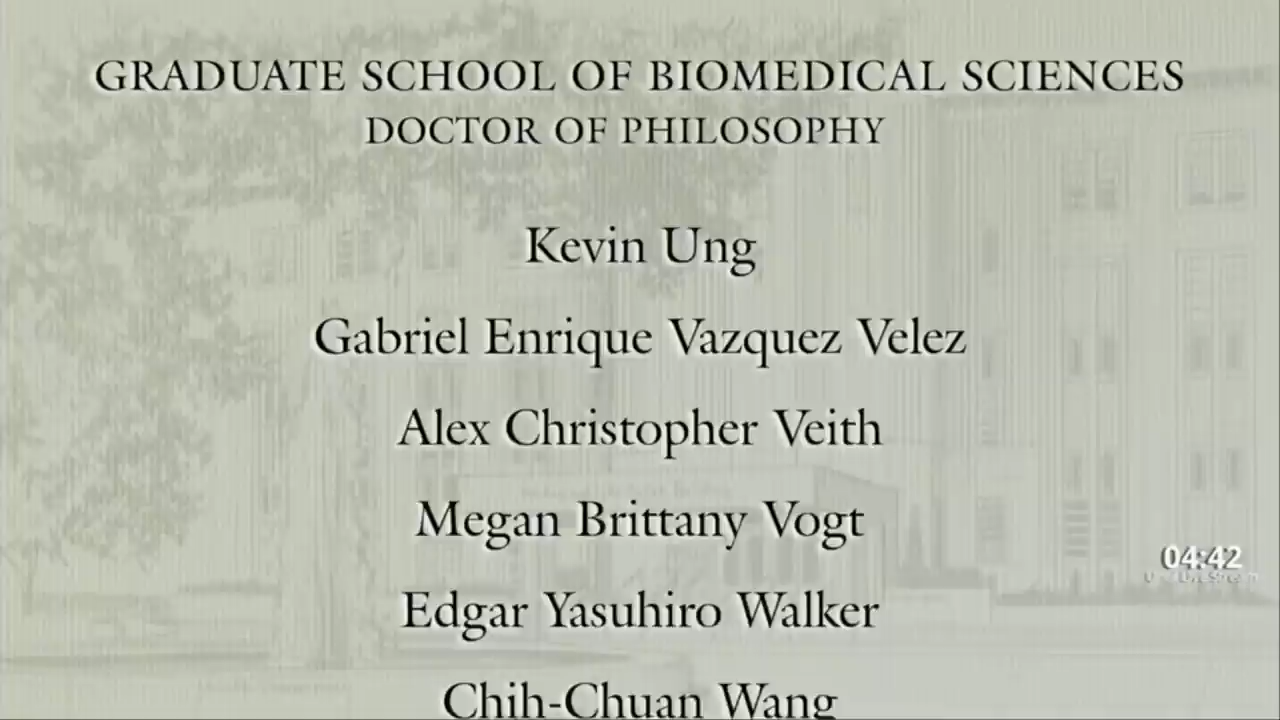 GRADUATE SCHOOL OF BIOMEDICAL SCIENCES
DOCTOR OF PHILOSOPHY
Kevin Ung
Gabriel Enrique Vazquez Velez
Alex Christopher Veith
Megan Brittany Vogt
Edgar Yasuhiro Walker
04:42
Chih-Chuan Wang